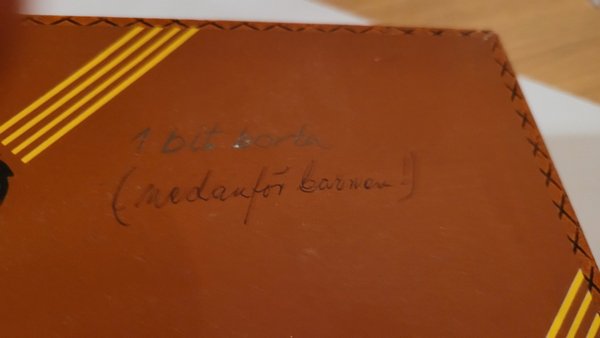 1 bit borta
(nedanför barnen!)